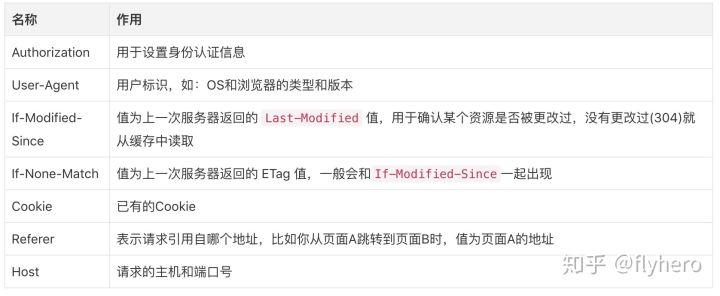 名称 作用
Authorization 用于设置身份认证信息
User-Agent 用户标识，如：OS和浏览器的类型和版本
If-Modified- 值为上一次服务器返回的 Last-Modified 值，用于确认某个资源是否被更改过，没有更改过(304)就
Since 从缓存中读取
If-None-Match 值为上一次服务器返回的 ETag 值，一般会和If-Modified-Since一起出现
Cookie 已有的Cookie
Referer 表示请求引用自哪个地址，比如你从页面A跳转到页面B时，值为页面A的地址
Host 请求的主机和端口号
知乎 @flyhero